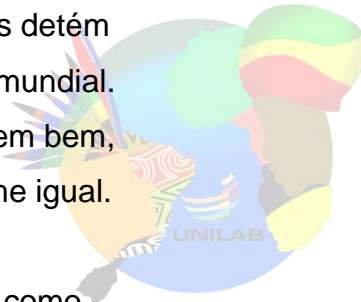 s detém
mundial.
em bem,
ne igual.
UNILAB
como